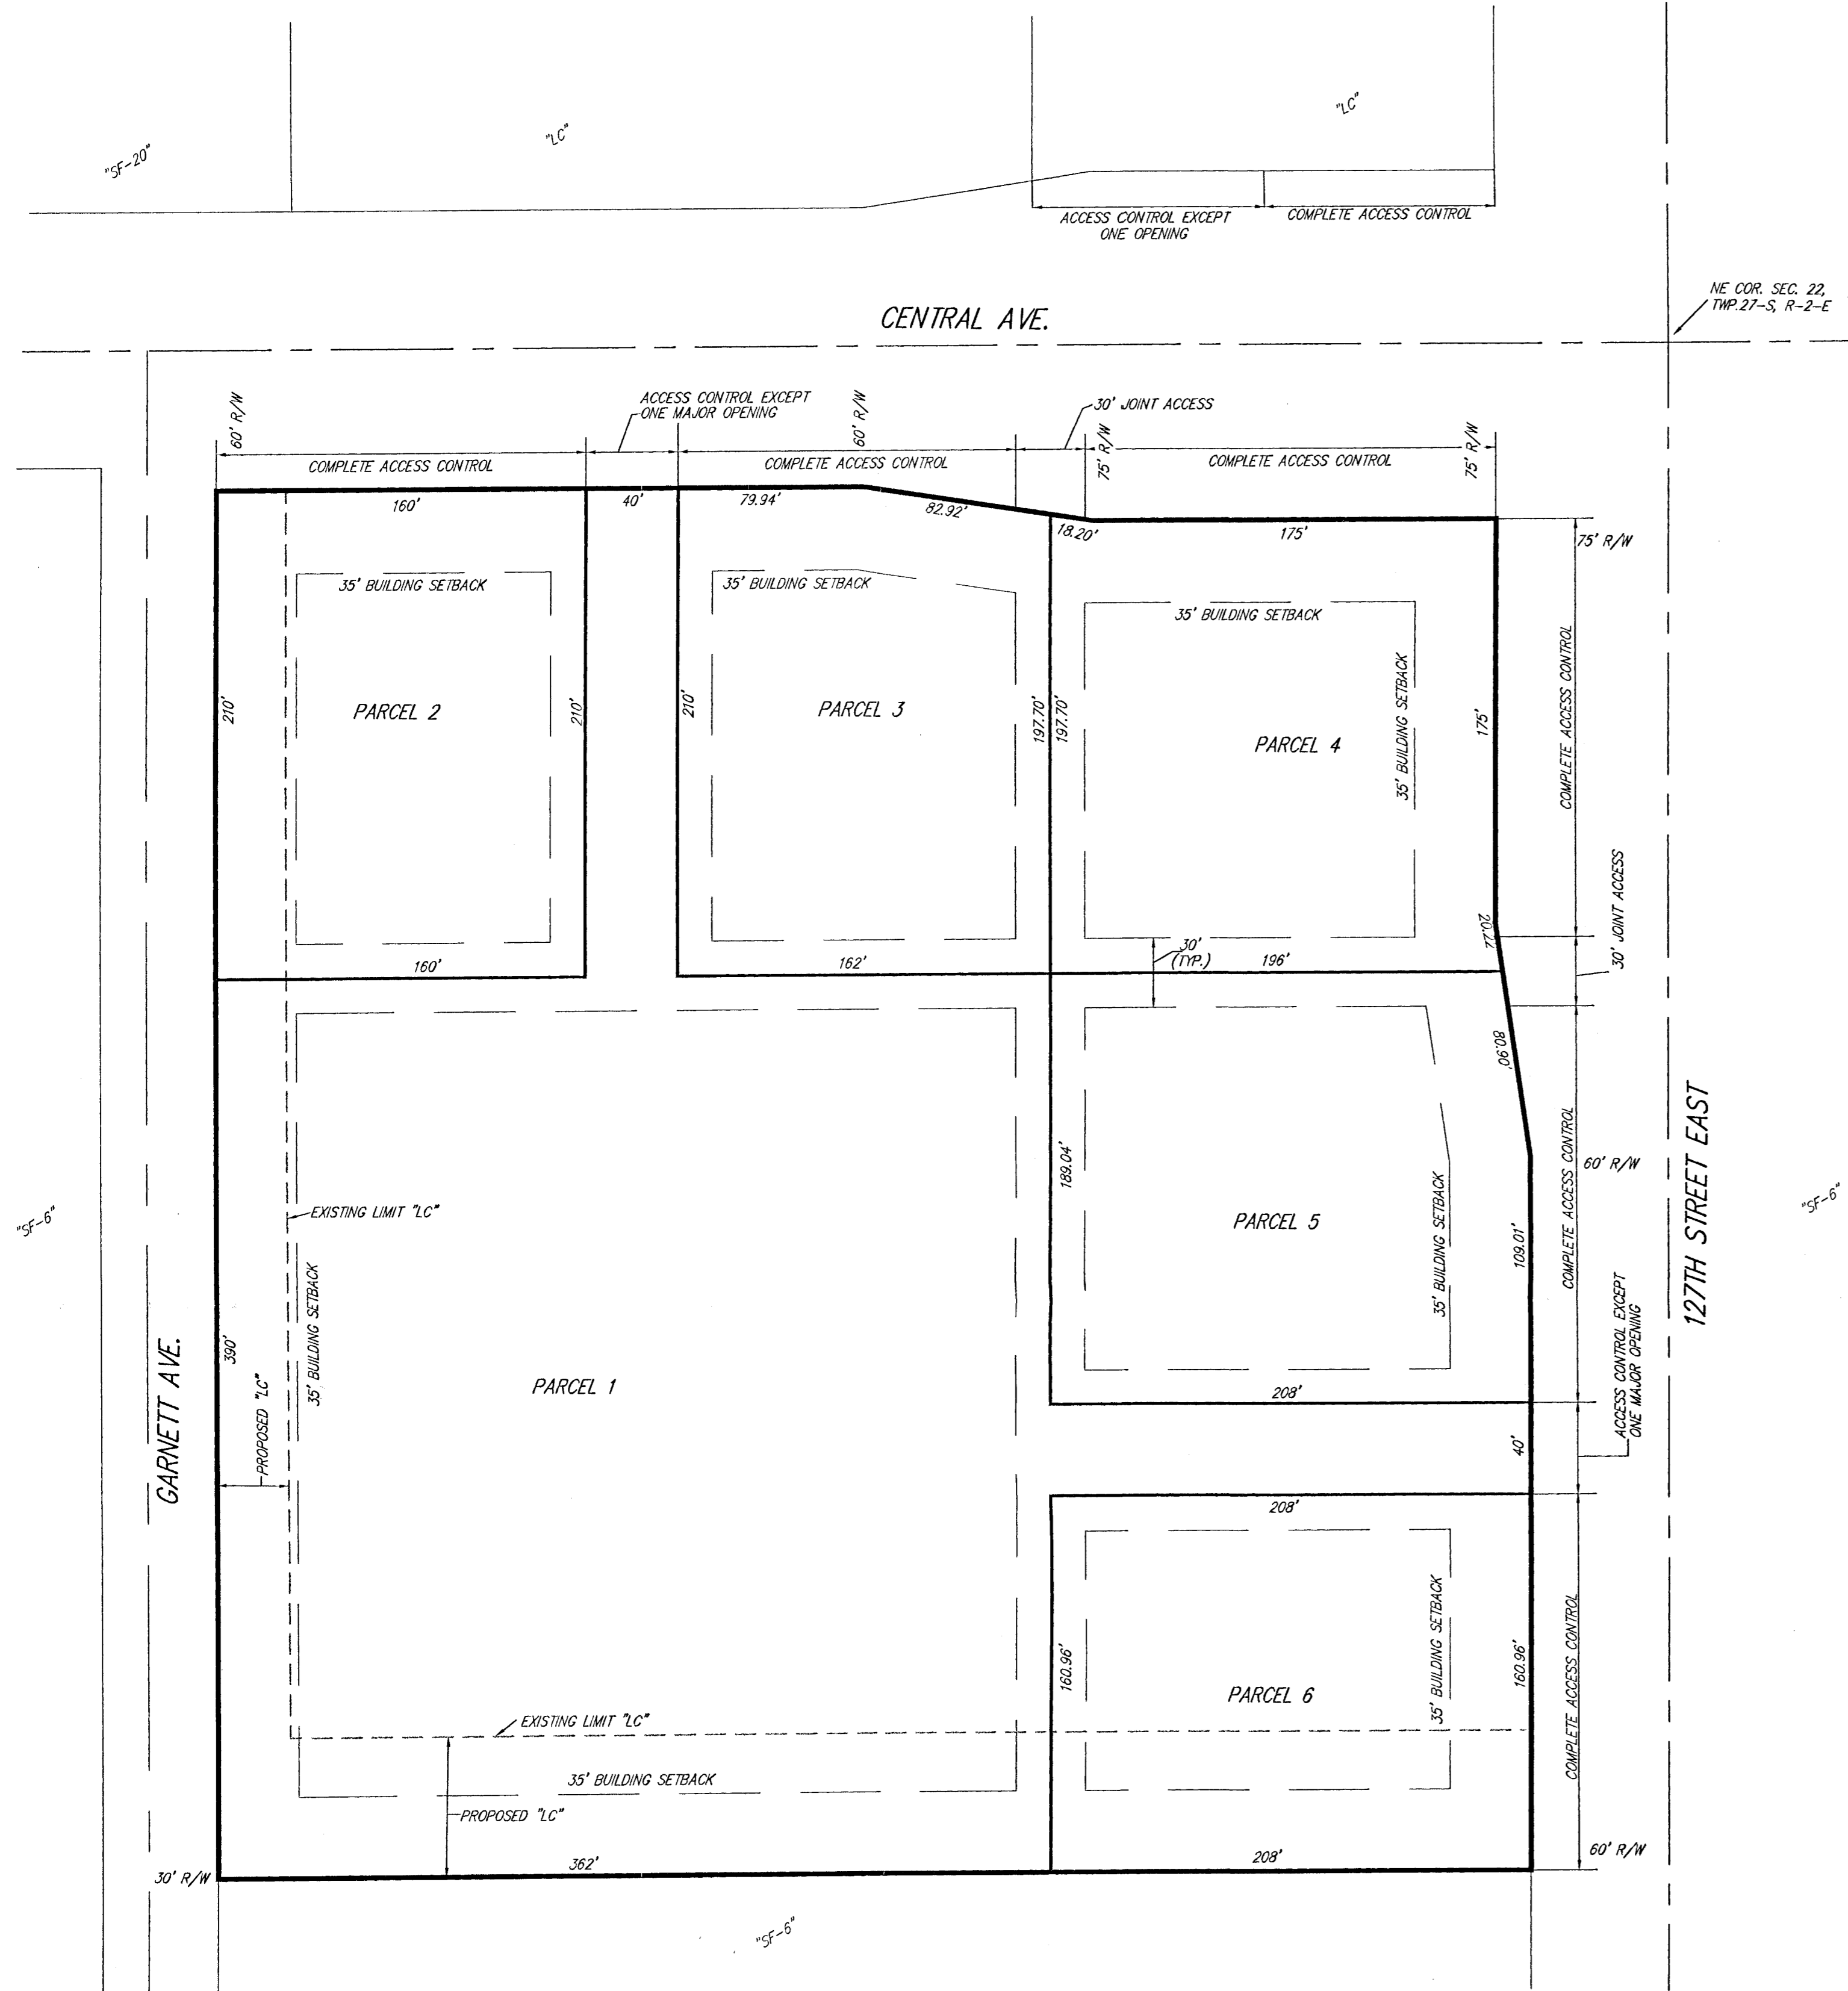 "SF-20"
"LC"
"LC"
ACCESS CONTROL EXCEPT
ONE OPENING
COMPLETE ACCESS CONTROL
NE COR. SEC. 22,
TWP.27-S, R-2-E
CENTRAL AVE.
60' R/W
ACCESS CONTROL EXCEPT
ONE MAJOR OPENING
60' R/W
30' JOINT ACCESS
75' R/W
75' R/W
COMPLETE ACCESS CONTROL
COMPLETE ACCESS CONTROL
COMPLETE ACCESS CONTROL
160'
40'
79.94'
82.92'
18.20'
175'
75' R/W
35' BUILDING SETBACK
35' BUILDING SETBACK
35' BUILDING SETBACK
210'
PARCEL 2
210'
210'
PARCEL 3
197.70'
197.70'
PARCEL 4
35' BUILDING SETBACK
175'
COMPLETE ACCESS CONTROL
20.22
30' JOINT ACCESS
160'
162'
30'
(TYP.)
196'
80.90'
"SF-6"
EXISTING LIMIT "LC"
35' BUILDING SETBACK
189.04'
PARCEL 5
35' BUILDING SETBACK
109.01'
COMPLETE ACCESS CONTROL
60' R/W
127TH STREET EAST
"SF-6"
GARNETT AVE.
390'
PROPOSED "LC"
PARCEL 1
208'
40'
ACCESS CONTROL EXCEPT
ONE MAJOR OPENING
208'
160.96'
PARCEL 6
35' BUILDING SETBACK
160.96'
COMPLETE ACCESS CONTROL
EXISTING LIMIT "LC"
35' BUILDING SETBACK
PROPOSED "LC"
30' R/W
362'
208'
60' R/W
"SF-6"